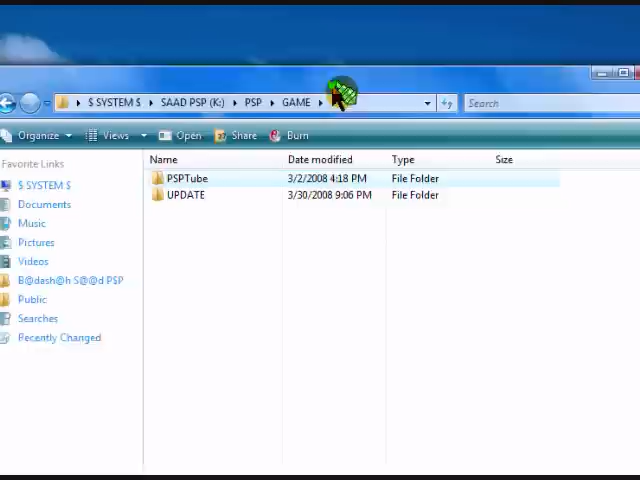 $ SYSTEM $ SAAD PSP (K:) PSP GAME Search
Organize Views Open Share Burn
Favorite Links
$ SYSTEM $
Documents
Music
Pictures
Videos
B@dash@h S@@d PSP
Public
Searches
Recently Changed
Name Date modified Type Size
PSPTube 3/2/2008 4:18 PM File Folder
UPDATE 3/30/2008 9:06 PM File Folder